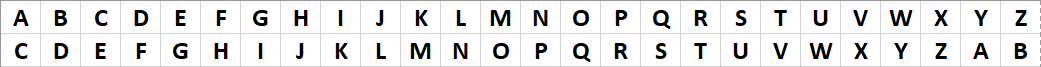 A B C D E F G H I J K L M N O P Q R S T U V W X Y Z
C D E F G H I J K L M N O P Q R S T U V W X Y Z A B